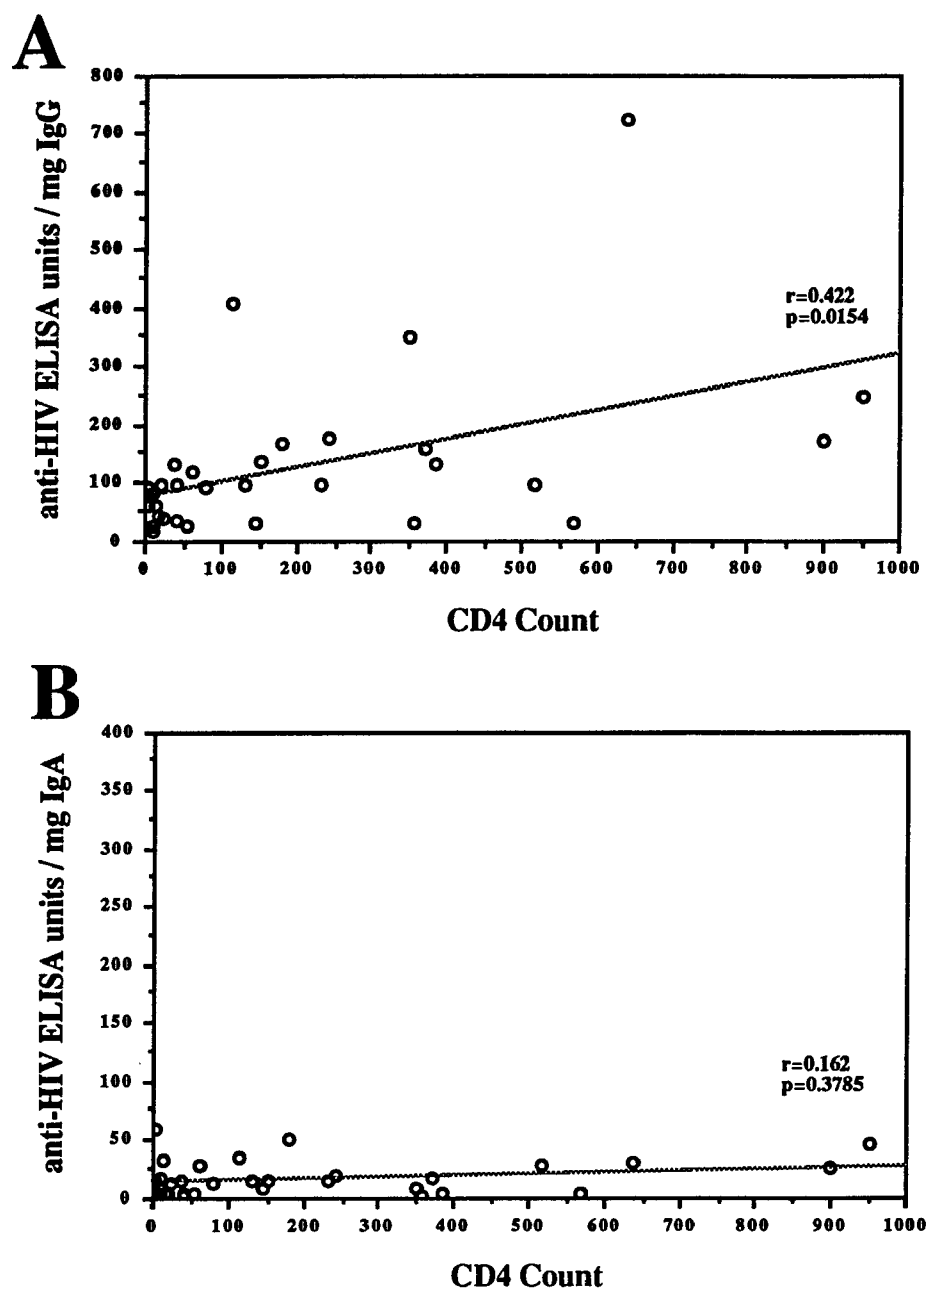 A
anti-HIV ELISA units / mg IgG
800
700
600
500
400
300
200
100
0
r=0.422
p=0.0154
0 100 200 300 400 500 600 700 800 900 1000
CD4 Count
B
anti-HIV ELISA units / mg IgA
400
350
300
250
200
150
100
50
0
r=0.162
p=0.3785
0 100 200 300 400 500 600 700 800 900 1000
CD4 Count